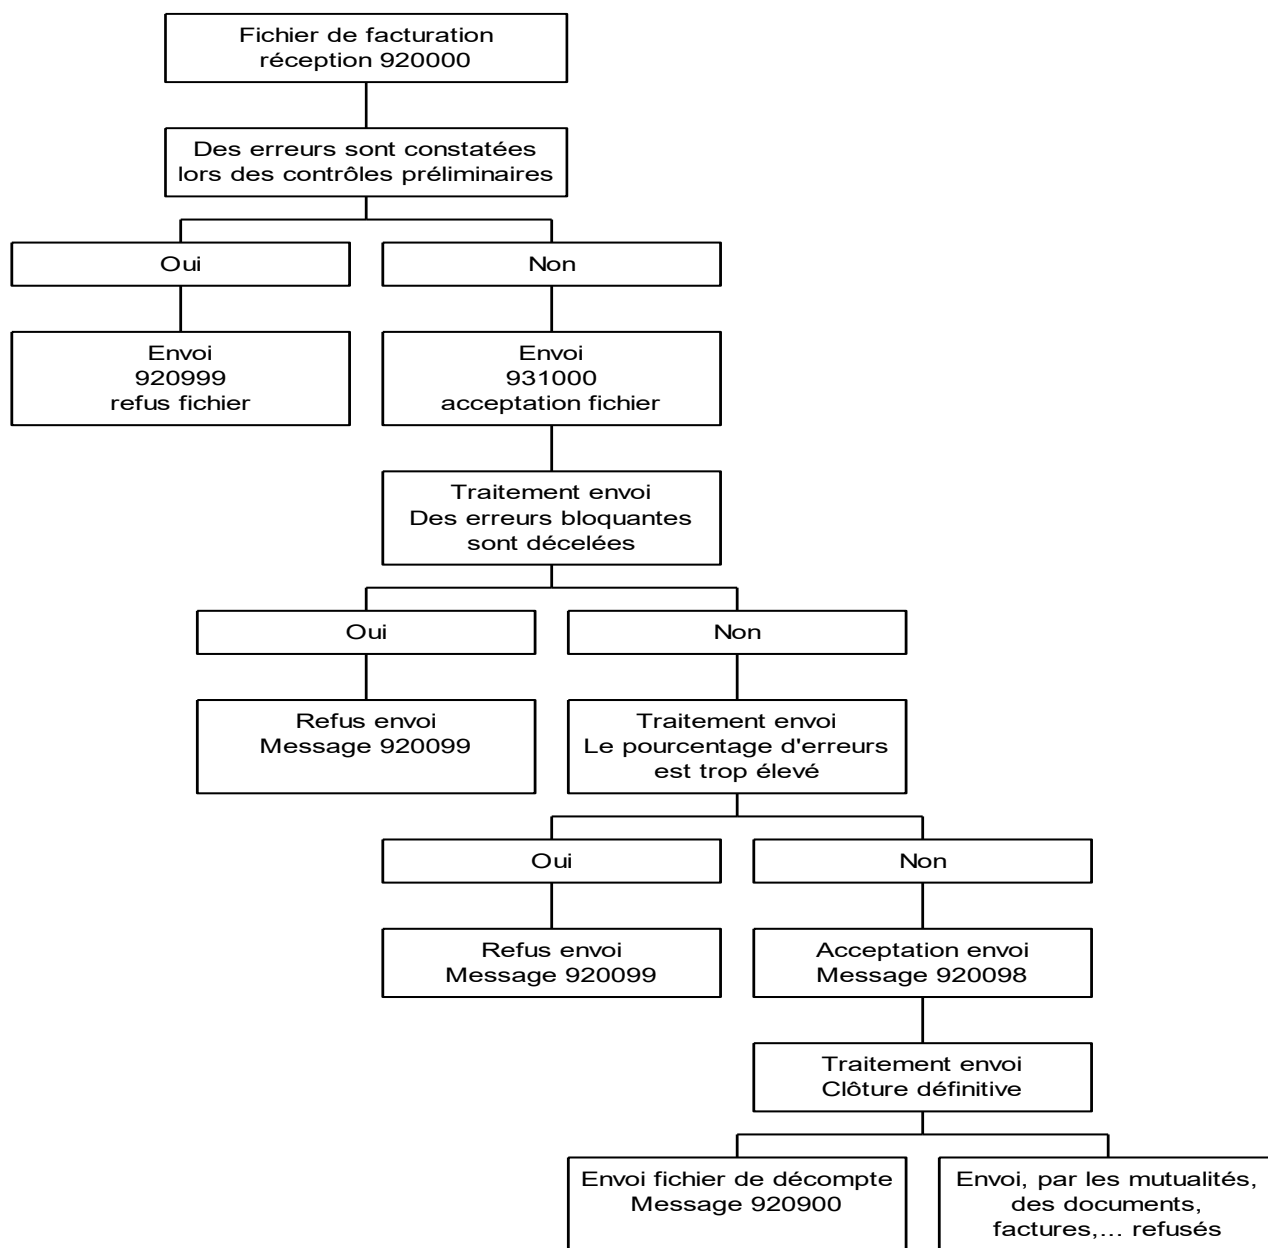 Fichier de facturation
réception 920000
Des erreurs sont constatées
lors des contrôles préliminaires
Oui
Non
Envoi
920999
refus fichier
Envoi
931000
acceptation fichier
Traitement envoi
Des erreurs bloquantes
sont décelées
Oui
Non
Refus envoi
Message 920099
Traitement envoi
Le pourcentage d'erreurs
est trop élevé
Oui
Non
Refus envoi
Message 920099
Acceptation envoi
Message 920098
Traitement envoi
Clôture définitive
Envoi fichier de décompte
Message 920900
Envoi, par les mutualités,
des documents,
factures,... refusés